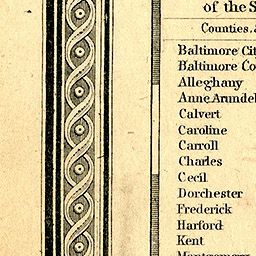 of the S
Counties.
Baltimore Cit
Baltimore Co
Alleghany
Anne Arundel
Calvert
Caroline
Carroll
Charles
Cecil
Dorchester
Frederick
Harford
Kent
Montgomery